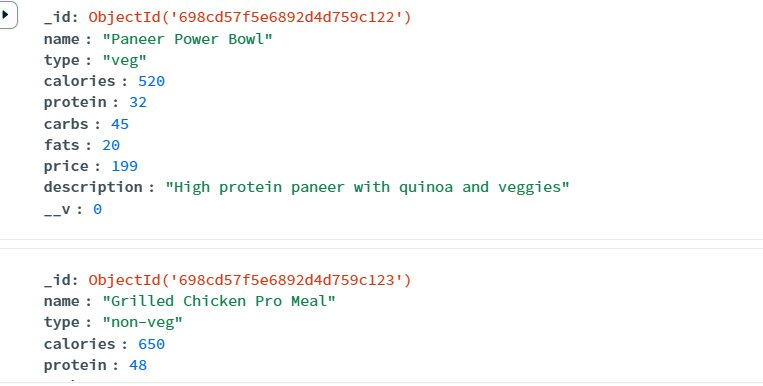 _id: ObjectId('698cd57f5e6892d4d759c122')
name : "Paneer Power Bowl"
type : "veg"
calories : 520
protein : 32
carbs : 45
fats : 20
price : 199
description : "High protein paneer with quinoa and veggies"
__v : 0
_id: ObjectId('698cd57f5e6892d4d759c123')
name : "Grilled Chicken Pro Meal"
type : "non-veg"
calories : 650
protein : 48